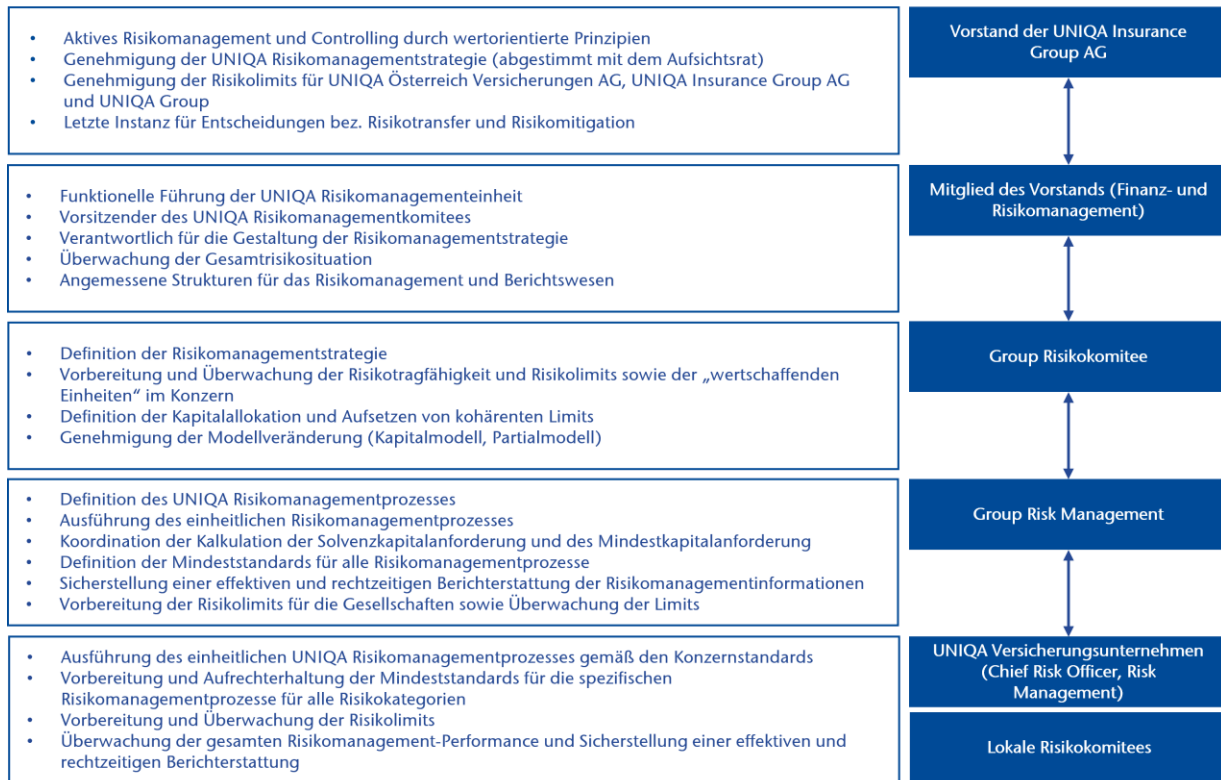 • Aktives Risikomanagement und Controlling durch wertorientierte Prinzipien
• Genehmigung der UNIQA Risikomanagementstrategie (abgestimmt mit dem Aufsichtsrat)
• Genehmigung der Risikolimits für UNIQA Österreich Versicherungen AG, UNIQA Insurance Group AG
und UNIQA Group
• Letzte Instanz für Entscheidungen bez. Risikotransfer und Risikomitigation
Vorstand der UNIQA Insurance
Group AG
• Funktionelle Führung der UNIQA Risikomanagementeinheit
• Vorsitzender des UNIQA Risikomanagementkomitees
• Verantwortlich für die Gestaltung der Risikomanagementstrategie
• Überwachung der Gesamtrisikosituation
• Angemessene Strukturen für das Risikomanagement und Berichtswesen
Mitglied des Vorstands (Finanz- und
Risikomanagement)
• Definition der Risikomanagementstrategie
• Vorbereitung und Überwachung der Risikotragfähigkeit und Risikolimits sowie der „wertschaffenden
Einheiten“ im Konzern
• Definition der Kapitalallokation und Aufsetzen von kohärenten Limits
• Genehmigung der Modellveränderung (Kapitalmodell, Partialmodell)
Group Risikokomitee
• Definition des UNIQA Risikomanagementprozesses
• Ausführung des einheitlichen Risikomanagementprozesses
• Koordination der Kalkulation der Solvenzkapitalanforderung und des Mindestkapitalanforderung
• Definition der Mindeststandards für alle Risikomanagementprozesse
• Sicherstellung einer effektiven und rechtzeitigen Berichterstattung der Risikomanagementinformationen
• Vorbereitung der Risikolimits für die Gesellschaften sowie Überwachung der Limits
Group Risk Management
• Ausführung des einheitlichen UNIQA Risikomanagementprozesses gemäß den Konzernstandards
• Vorbereitung und Aufrechterhaltung der Mindeststandards für die spezifischen
Risikomanagementprozesse für alle Risikokategorien
• Vorbereitung und Überwachung der Risikolimits
• Überwachung der gesamten Risikomanagement-Performance und Sicherstellung einer effektiven und
rechtzeitigen Berichterstattung
UNIQA Versicherungsunternehmen
(Chief Risk Officer, Risk
Management)
Lokale Risikokomitees